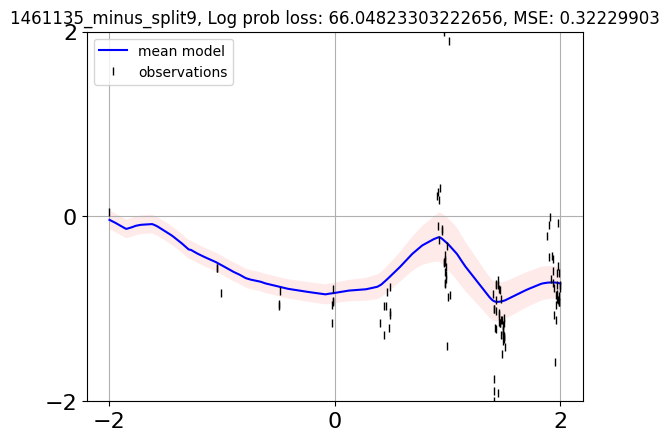 1461135_minus_split9, Log prob loss: 66.04823303222656, MSE: 0.32229903
2
mean model
observations
0
−2
−2
0
2